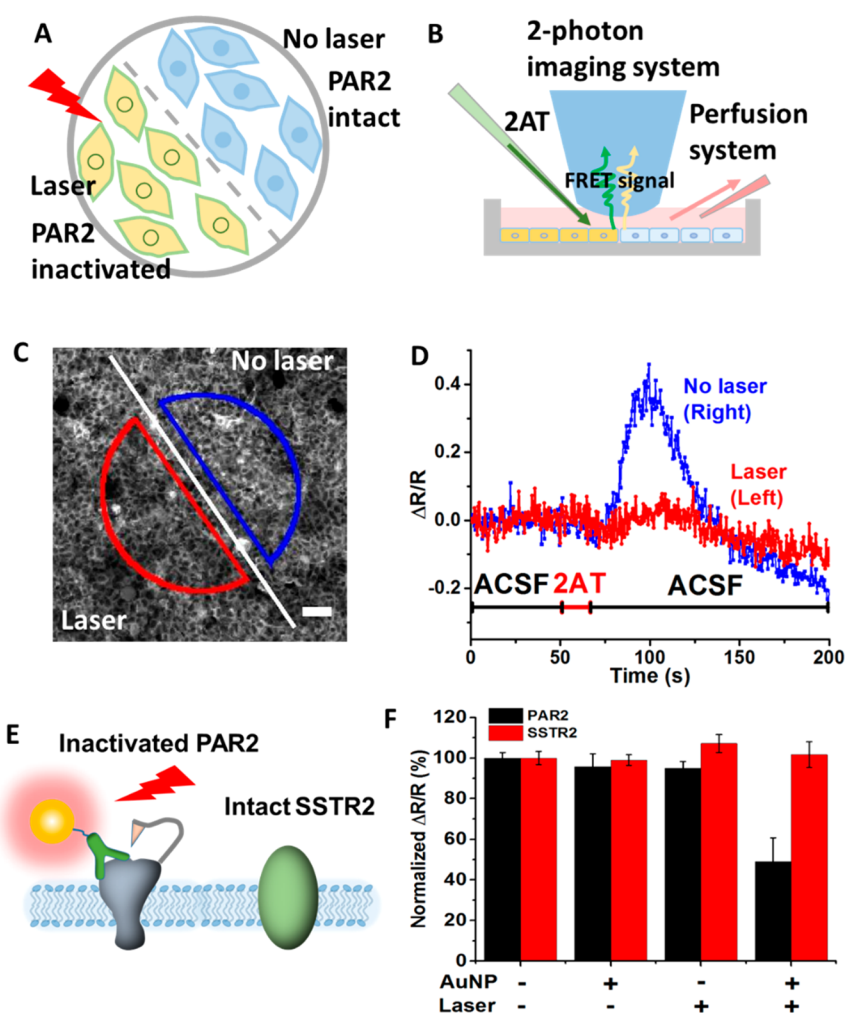 A
No laser
PAR2
intact
Laser
PAR2
inactivated
B
2-photon
imaging system
2AT
Perfusion
system
FRET signal
C
No laser
Laser
D
ΔR/R
0.4
0.2
0.0
-0.2
No laser
(Right)
Laser
(Left)
ACSF 2AT ACSF
0 50 100 150 200
Time (s)
E
Inactivated PAR2
Intact SSTR2
F
PAR2
SSTR2
Normalized ΔR/R (%)
120
100
80
60
40
20
0
AuNP - + - +
Laser - - + +